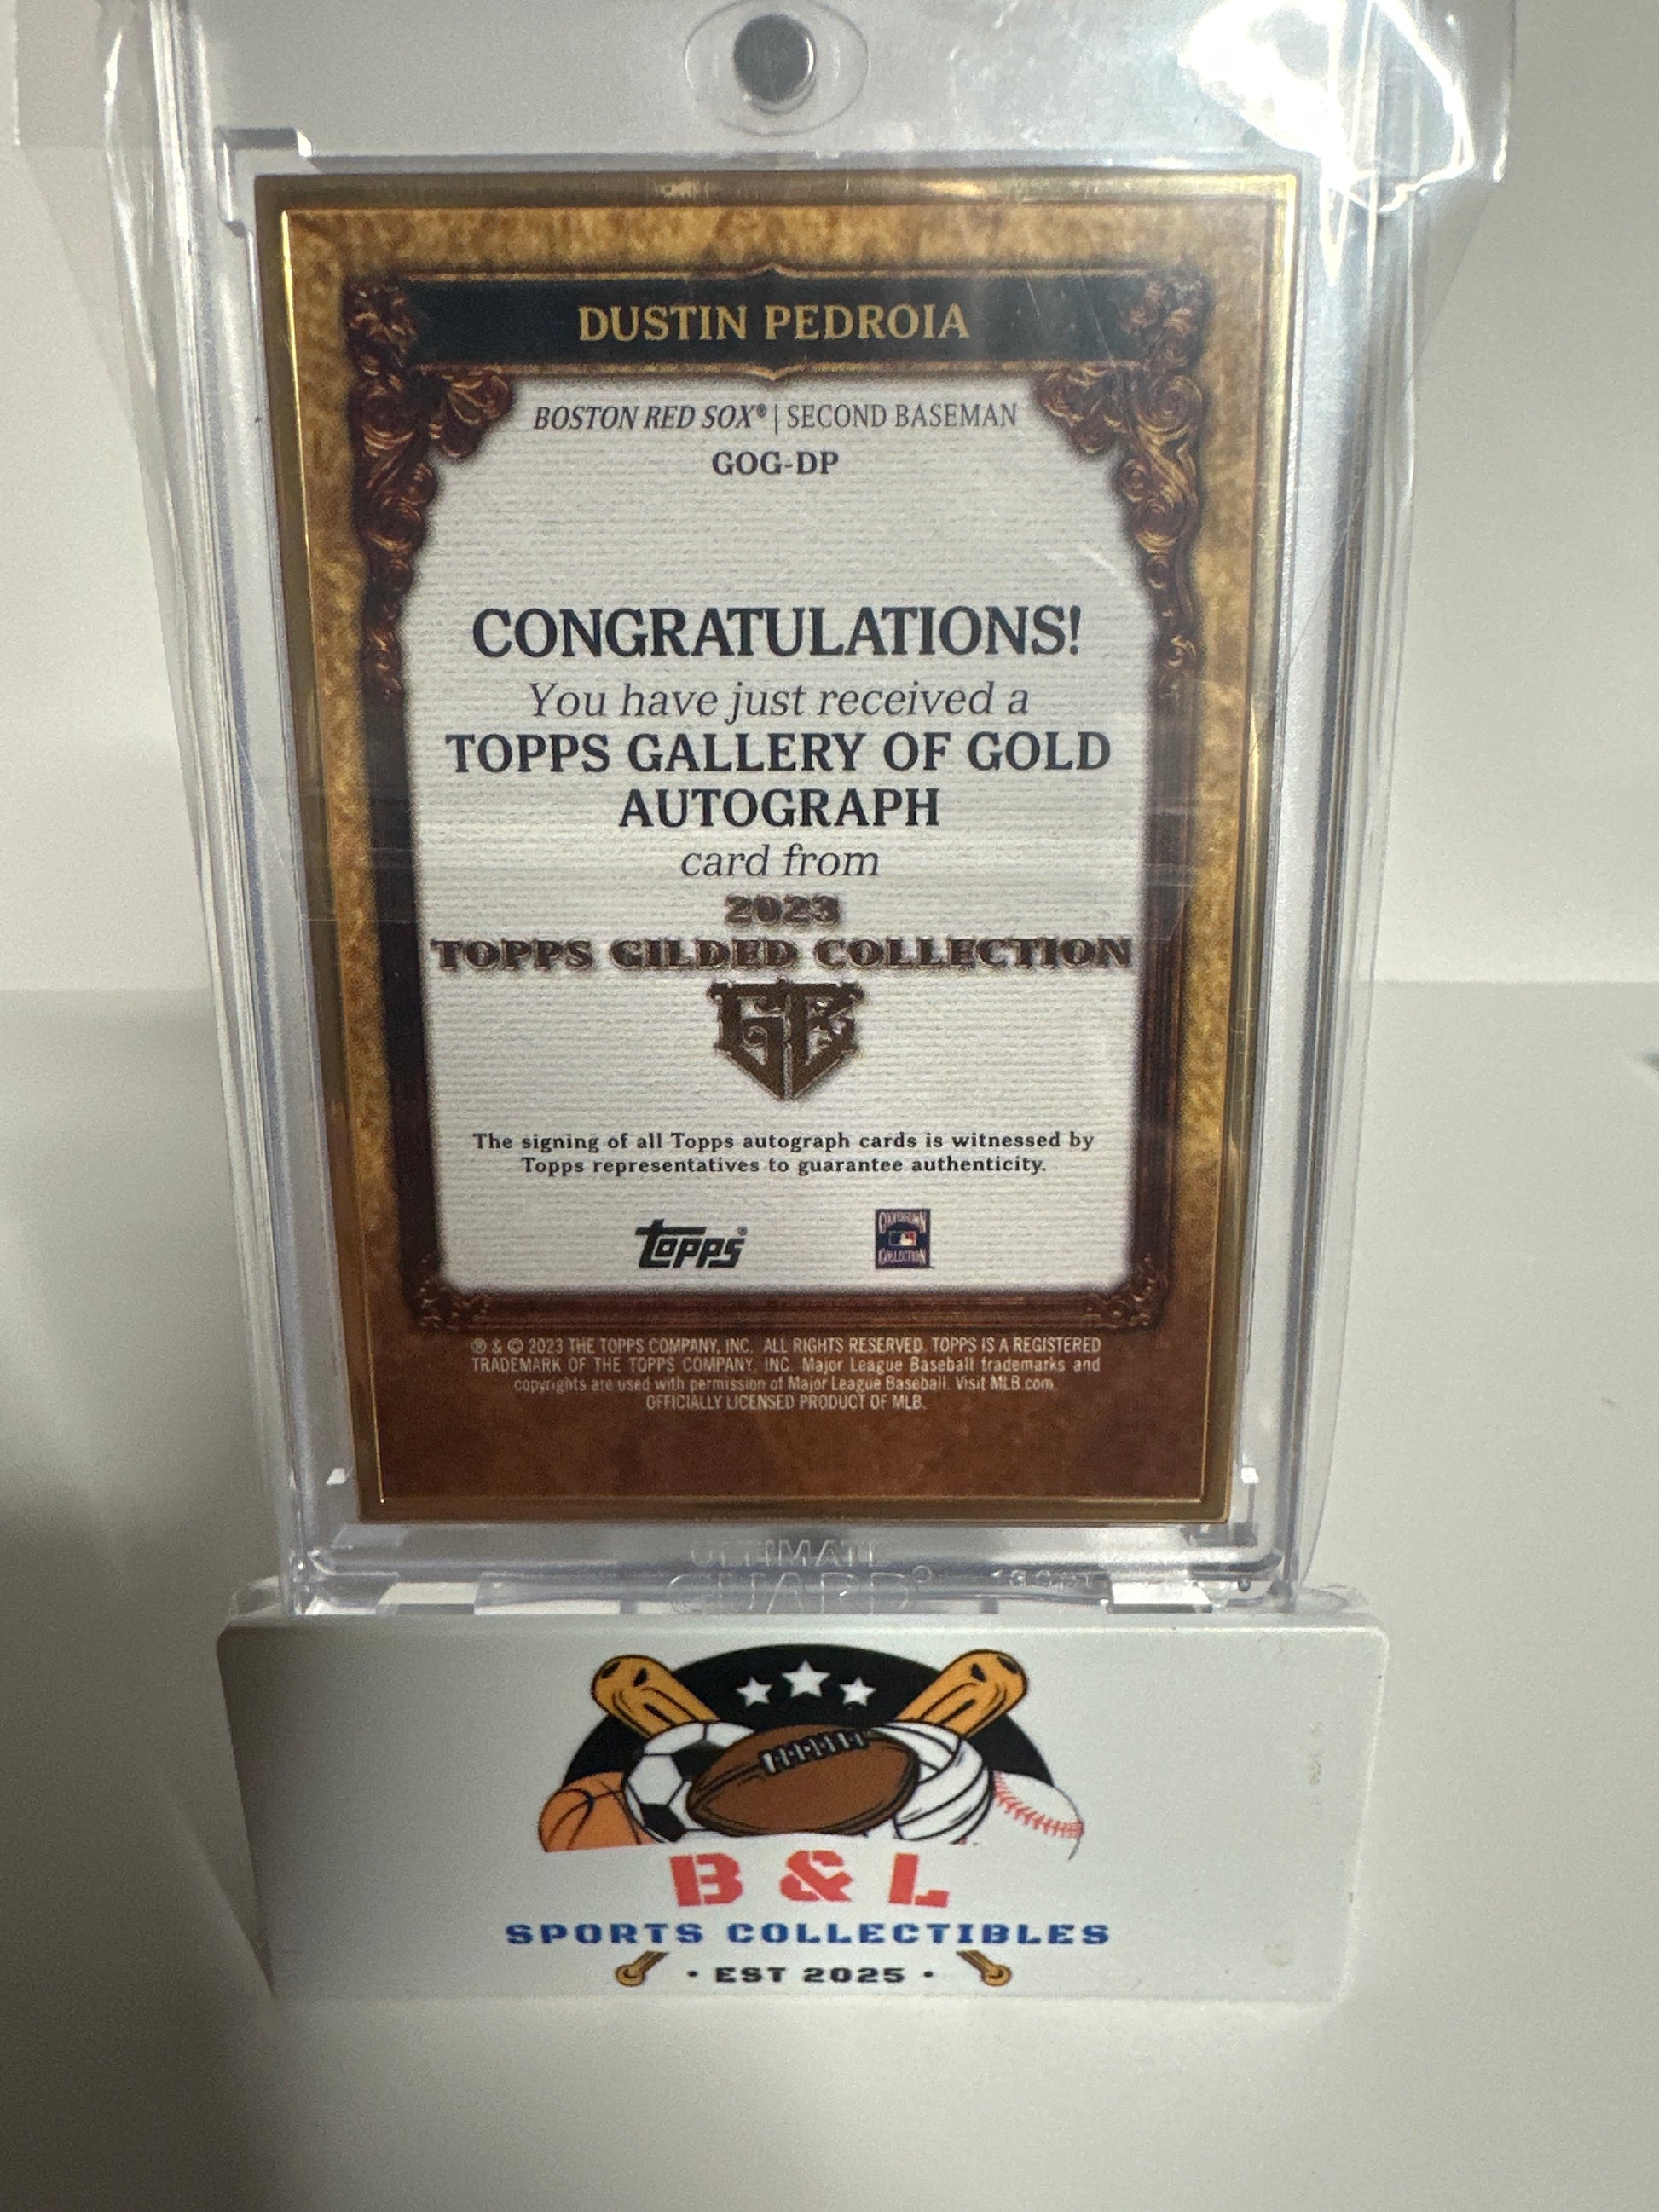 DUSTIN PEDROIA
BOSTON RED SOX® | SECOND BASEMAN
GOG-DP
CONGRATULATIONS!
You have just received a
TOPPS GALLERY OF GOLD
AUTOGRAPH
card from
2023
TOPPS GILDED COLLECTION
The signing of all Topps autograph cards is witnessed by
Topps representatives to guarantee authenticity.
topps®
COOPERSTOWN
COLLECTION
® & © 2023 THE TOPPS COMPANY, INC. ALL RIGHTS RESERVED. TOPPS IS A REGISTERED
TRADEMARK OF THE TOPPS COMPANY, INC. Major League Baseball trademarks and
copyrights are used with permission of Major League Baseball. Visit MLB.com.
OFFICIALLY LICENSED PRODUCT OF MLB.
ULTIMATE
GUARD®
B & L
SPORTS COLLECTIBLES
• EST 2025 •